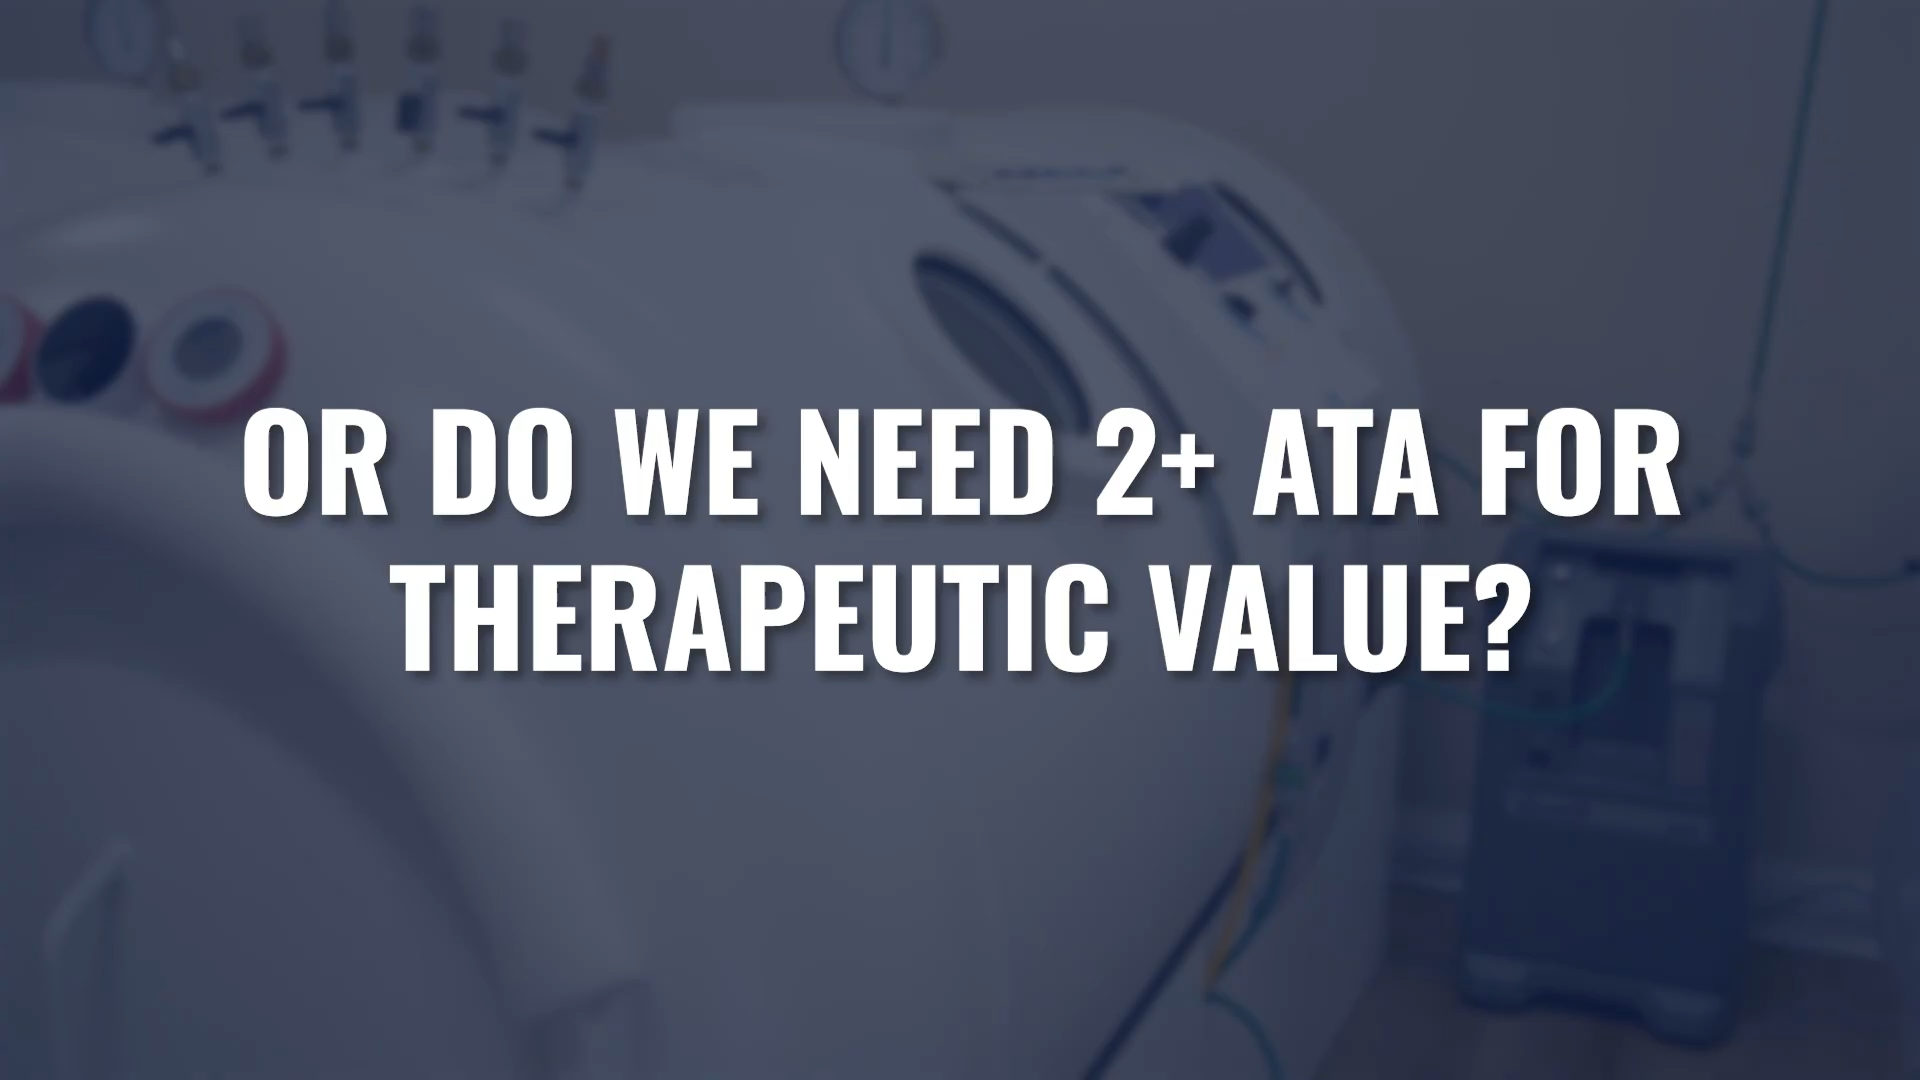 OR DO WE NEED 2+ ATA FOR
THERAPEUTIC VALUE?